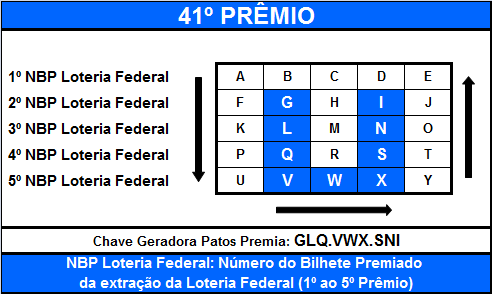 41º PRÊMIO
1º NBP Loteria Federal A B C D E
2º NBP Loteria Federal F G H I J
3º NBP Loteria Federal K L M N O
4º NBP Loteria Federal P Q R S T
5º NBP Loteria Federal U V W X Y
Chave Geradora Patos Premia: GLQ.VWX.SNI
NBP Loteria Federal: Número do Bilhete Premiado
da extração da Loteria Federal (1º ao 5º Prêmio)